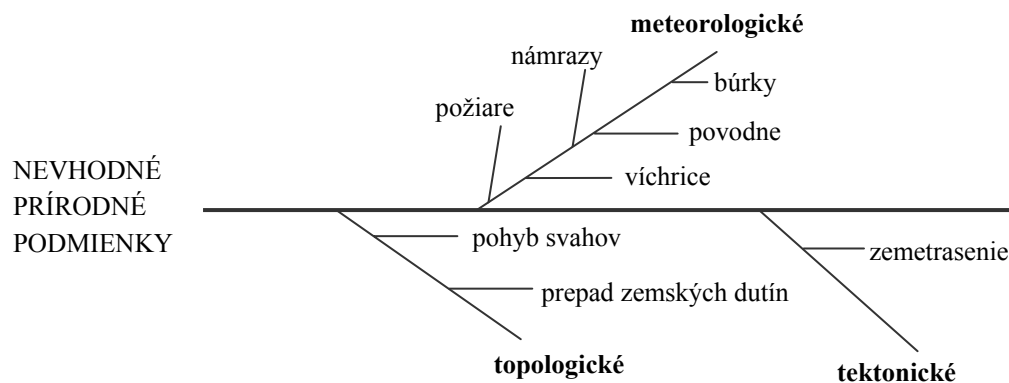 meteorologické
námrazy
búrky
požiare
povodne
víchrice
NEVHODNÉ
PRÍRODNÉ
PODMIENKY
pohyb svahov
zemetrasenie
prepad zemských dutín
topologické
tektonické